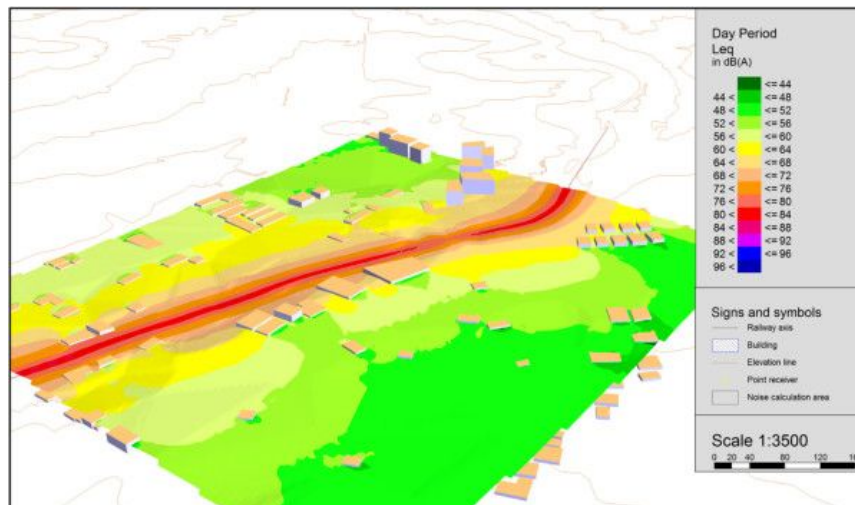 Day Period
Leq
in dB(A)
<= 44
44 < <= 48
48 < <= 52
52 < <= 56
56 < <= 60
60 < <= 64
64 < <= 68
68 < <= 72
72 < <= 76
76 < <= 80
80 < <= 84
84 < <= 88
88 < <= 92
92 < <= 96
96 <
Signs and symbols
Railway axis
Building
Elevation line
Point receiver
Noise calculation area
Scale 1:3500
0 20 40 80 120